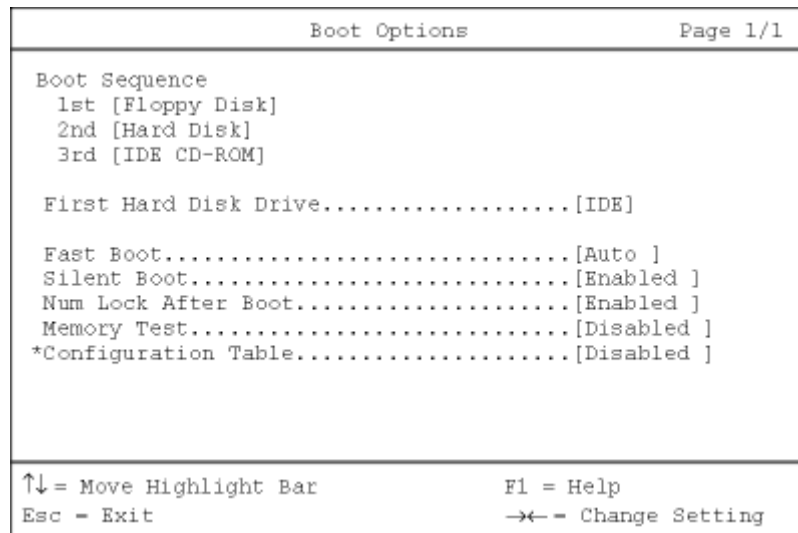 Boot Options Page 1/1
Boot Sequence
1st [Floppy Disk]
2nd [Hard Disk]
3rd [IDE CD-ROM]
First Hard Disk Drive...................[IDE]
Fast Boot...............................[Auto ]
Silent Boot.............................[Enabled ]
Num Lock After Boot.....................[Enabled ]
Memory Test.............................[Disabled ]
*Configuration Table.....................[Disabled ]
↑↓ = Move Highlight Bar F1 = Help
Esc = Exit →← = Change Setting